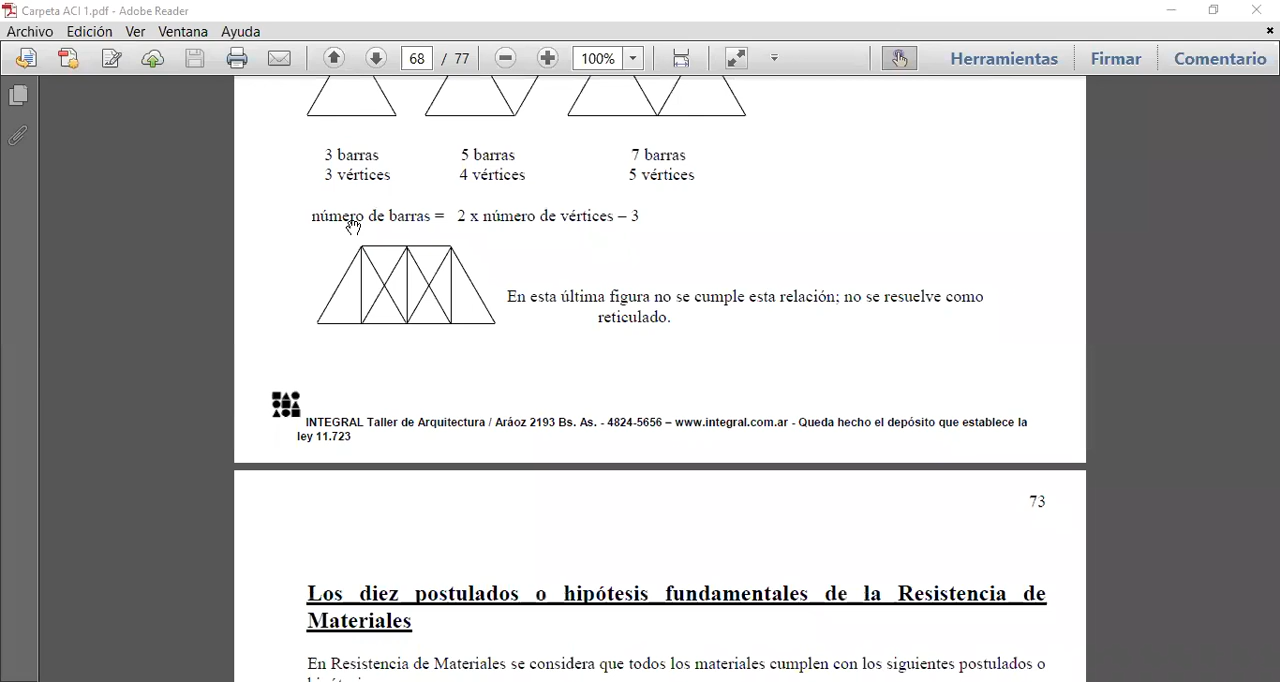 Carpeta ACI 1.pdf - Adobe Reader
Archivo Edición Ver Ventana Ayuda
68 / 77 100% Herramientas Firmar Comentario
3 barras 5 barras 7 barras
3 vértices 4 vértices 5 vértices
número de barras = 2 x número de vértices – 3
En esta última figura no se cumple esta relación; no se resuelve como
reticulado.
INTEGRAL Taller de Arquitectura / Aráoz 2193 Bs. As. - 4824-5656 – www.integral.com.ar - Queda hecho el depósito que establece la
ley 11.723
73
Los diez postulados o hipótesis fundamentales de la Resistencia de
Materiales
En Resistencia de Materiales se considera que todos los materiales cumplen con los siguientes postulados o